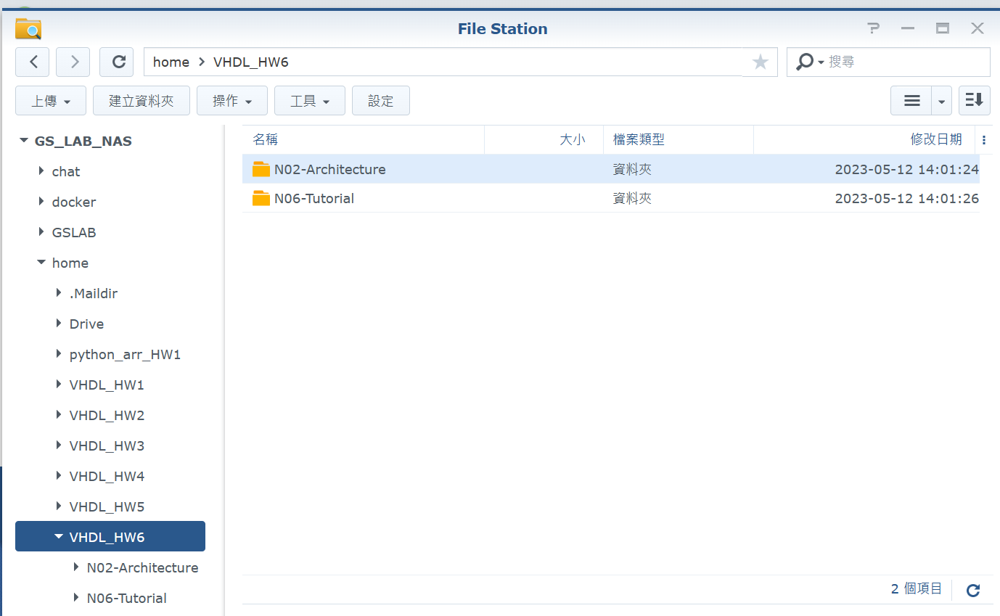 File Station
home > VHDL_HW6
搜尋
上傳 建立資料夾 操作 工具 設定
GS_LAB_NAS
chat
docker
GSLAB
home
.Maildir
Drive
python_arr_HW1
VHDL_HW1
VHDL_HW2
VHDL_HW3
VHDL_HW4
VHDL_HW5
VHDL_HW6
N02-Architecture
N06-Tutorial
名稱 大小 檔案類型 修改日期
N02-Architecture 資料夾 2023-05-12 14:01:24
N06-Tutorial 資料夾 2023-05-12 14:01:26
2 個項目